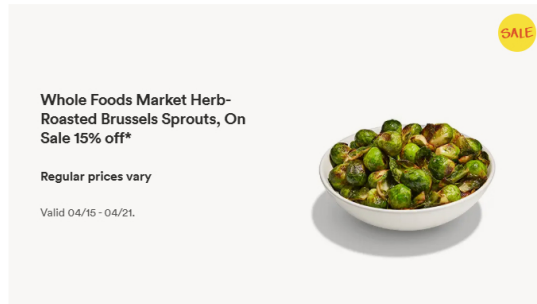 SALE
Whole Foods Market Herb-
Roasted Brussels Sprouts, On
Sale 15% off*
Regular prices vary
Valid 04/15 - 04/21.